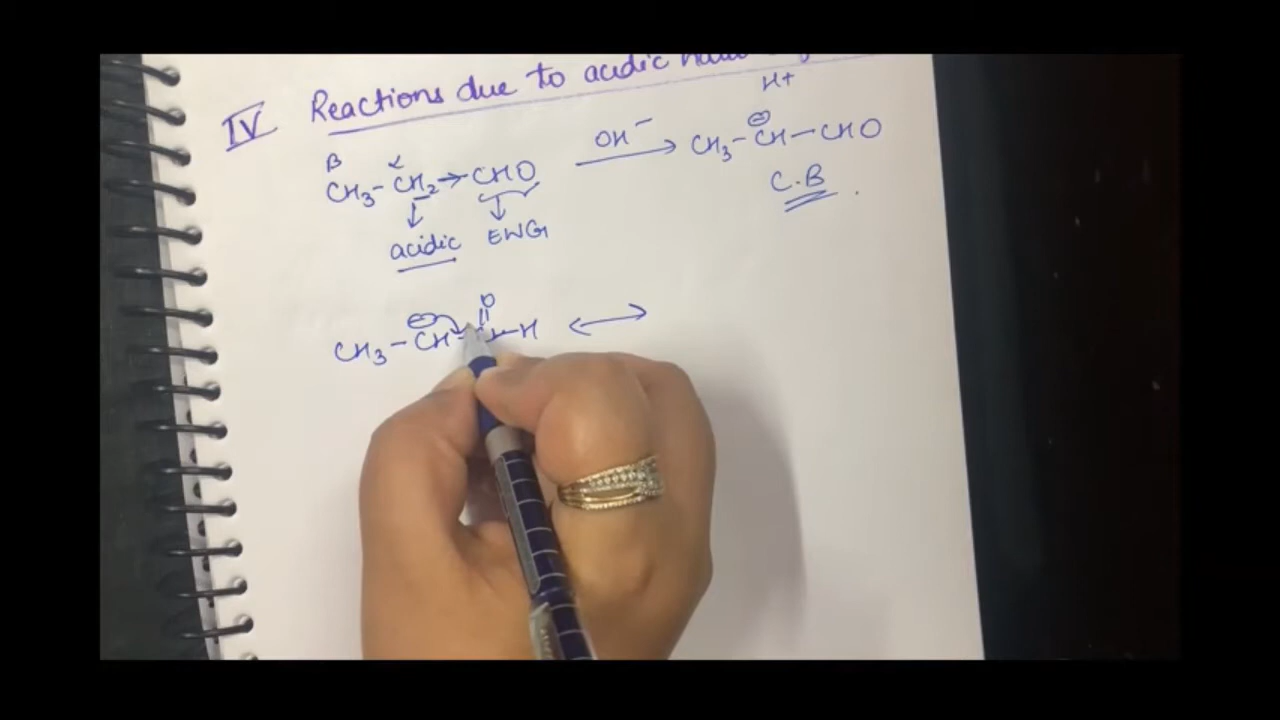 IV Reactions due to acidic
H+
β α
CH₃-CH₂→CHO OH⁻ → CH₃-CH-CHO
⊖
↓ ↓ C.B
acidic EWG
⊖ O
CH₃-CH- -H ↔